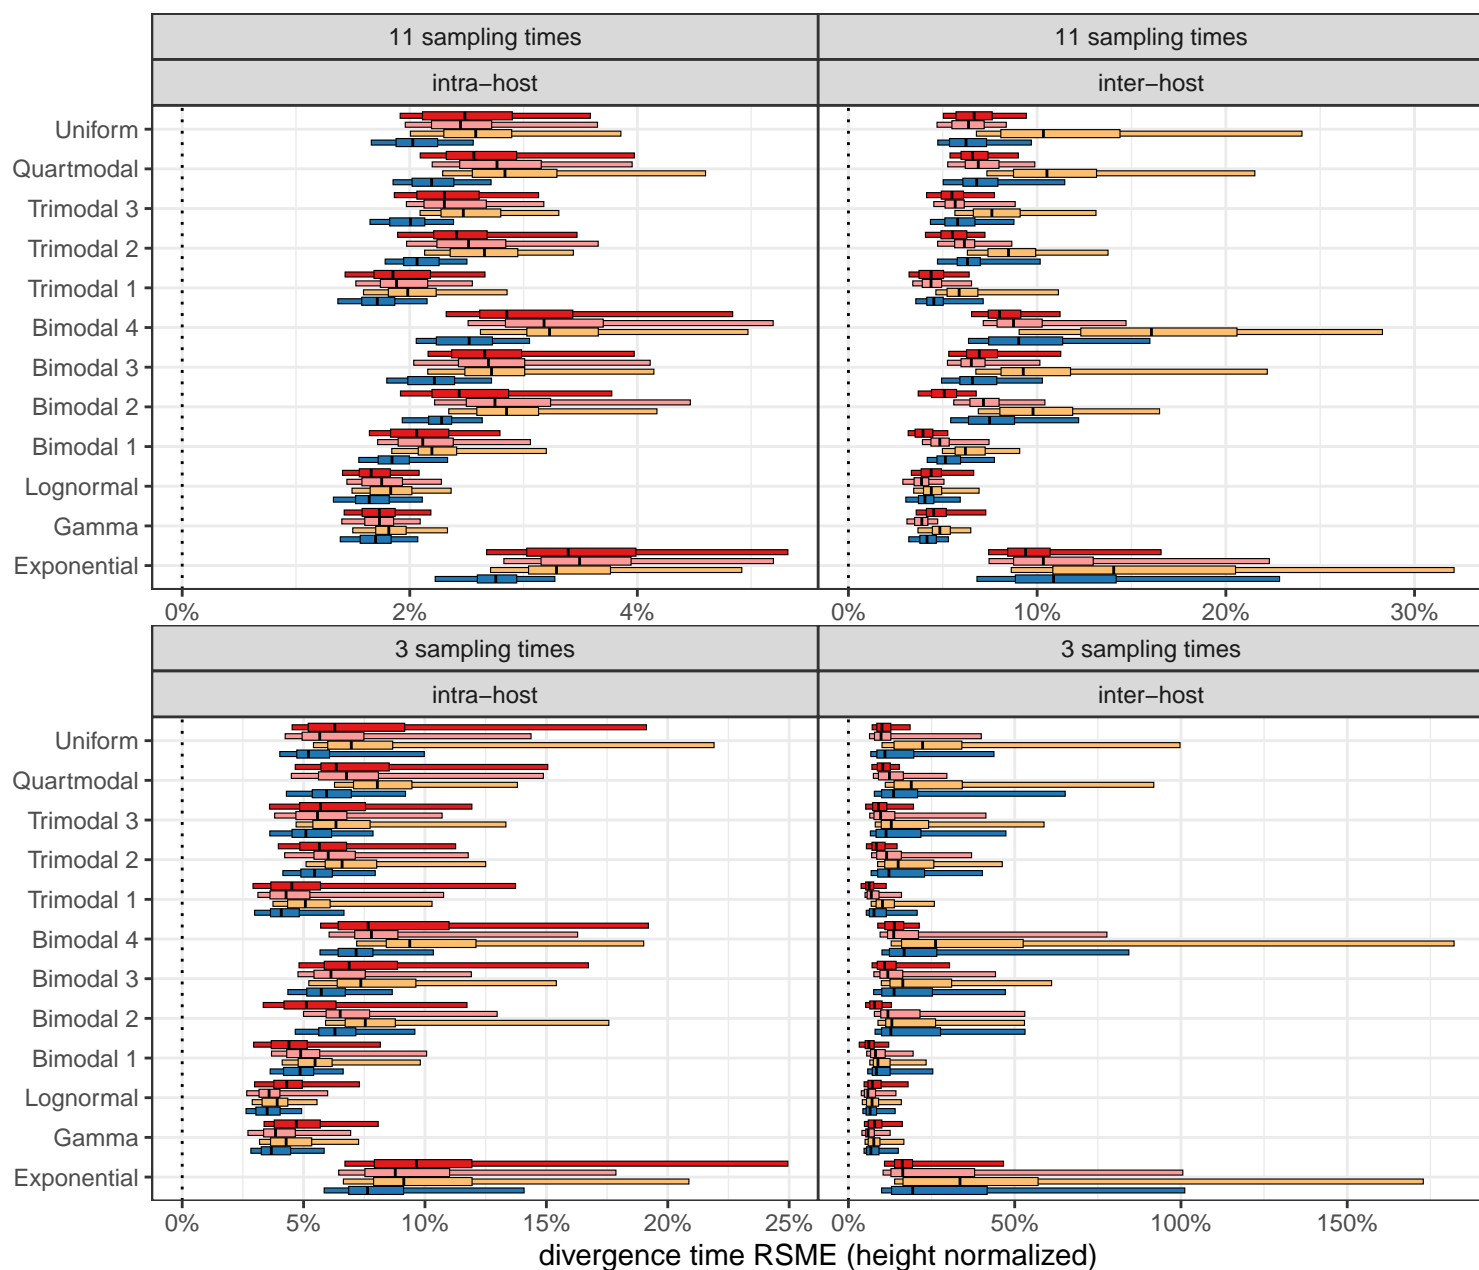 11 sampling times
11 sampling times
intra−host
inter−host
Uniform
Quartmodal
Trimodal 3
Trimodal 2
Trimodal 1
Bimodal 4
Bimodal 3
Bimodal 2
Bimodal 1
Lognormal
Gamma
Exponential
0% 2% 4%
0% 10% 20% 30%
3 sampling times
3 sampling times
intra−host
inter−host
Uniform
Quartmodal
Trimodal 3
Trimodal 2
Trimodal 1
Bimodal 4
Bimodal 3
Bimodal 2
Bimodal 1
Lognormal
Gamma
Exponential
0% 5% 10% 15% 20% 25%
0% 50% 100% 150%
divergence time RSME (height normalized)